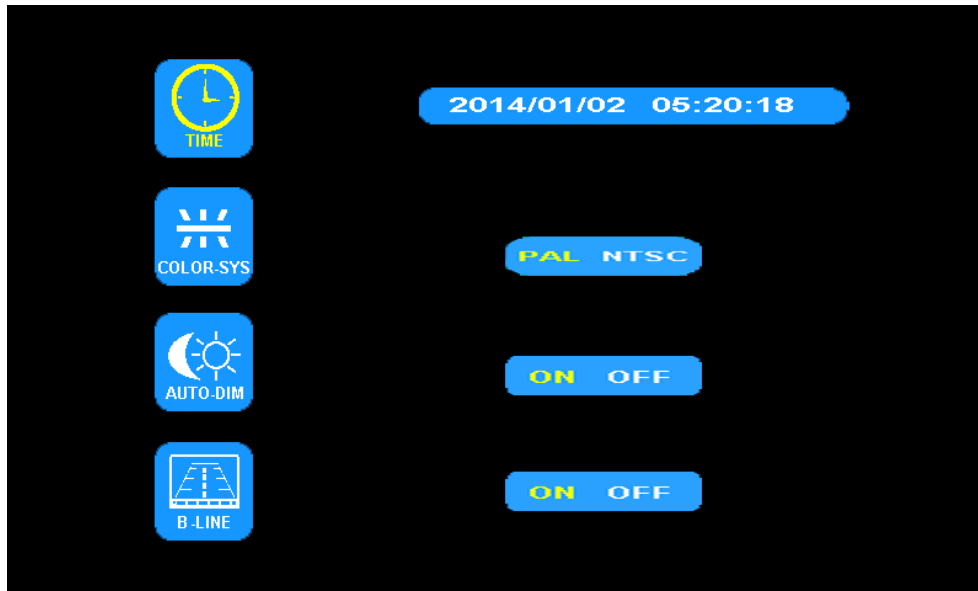 TIME
2014/01/02 05:20:18
COLOR-SYS
PAL NTSC
AUTO-DIM
ON OFF
B-LINE
ON OFF